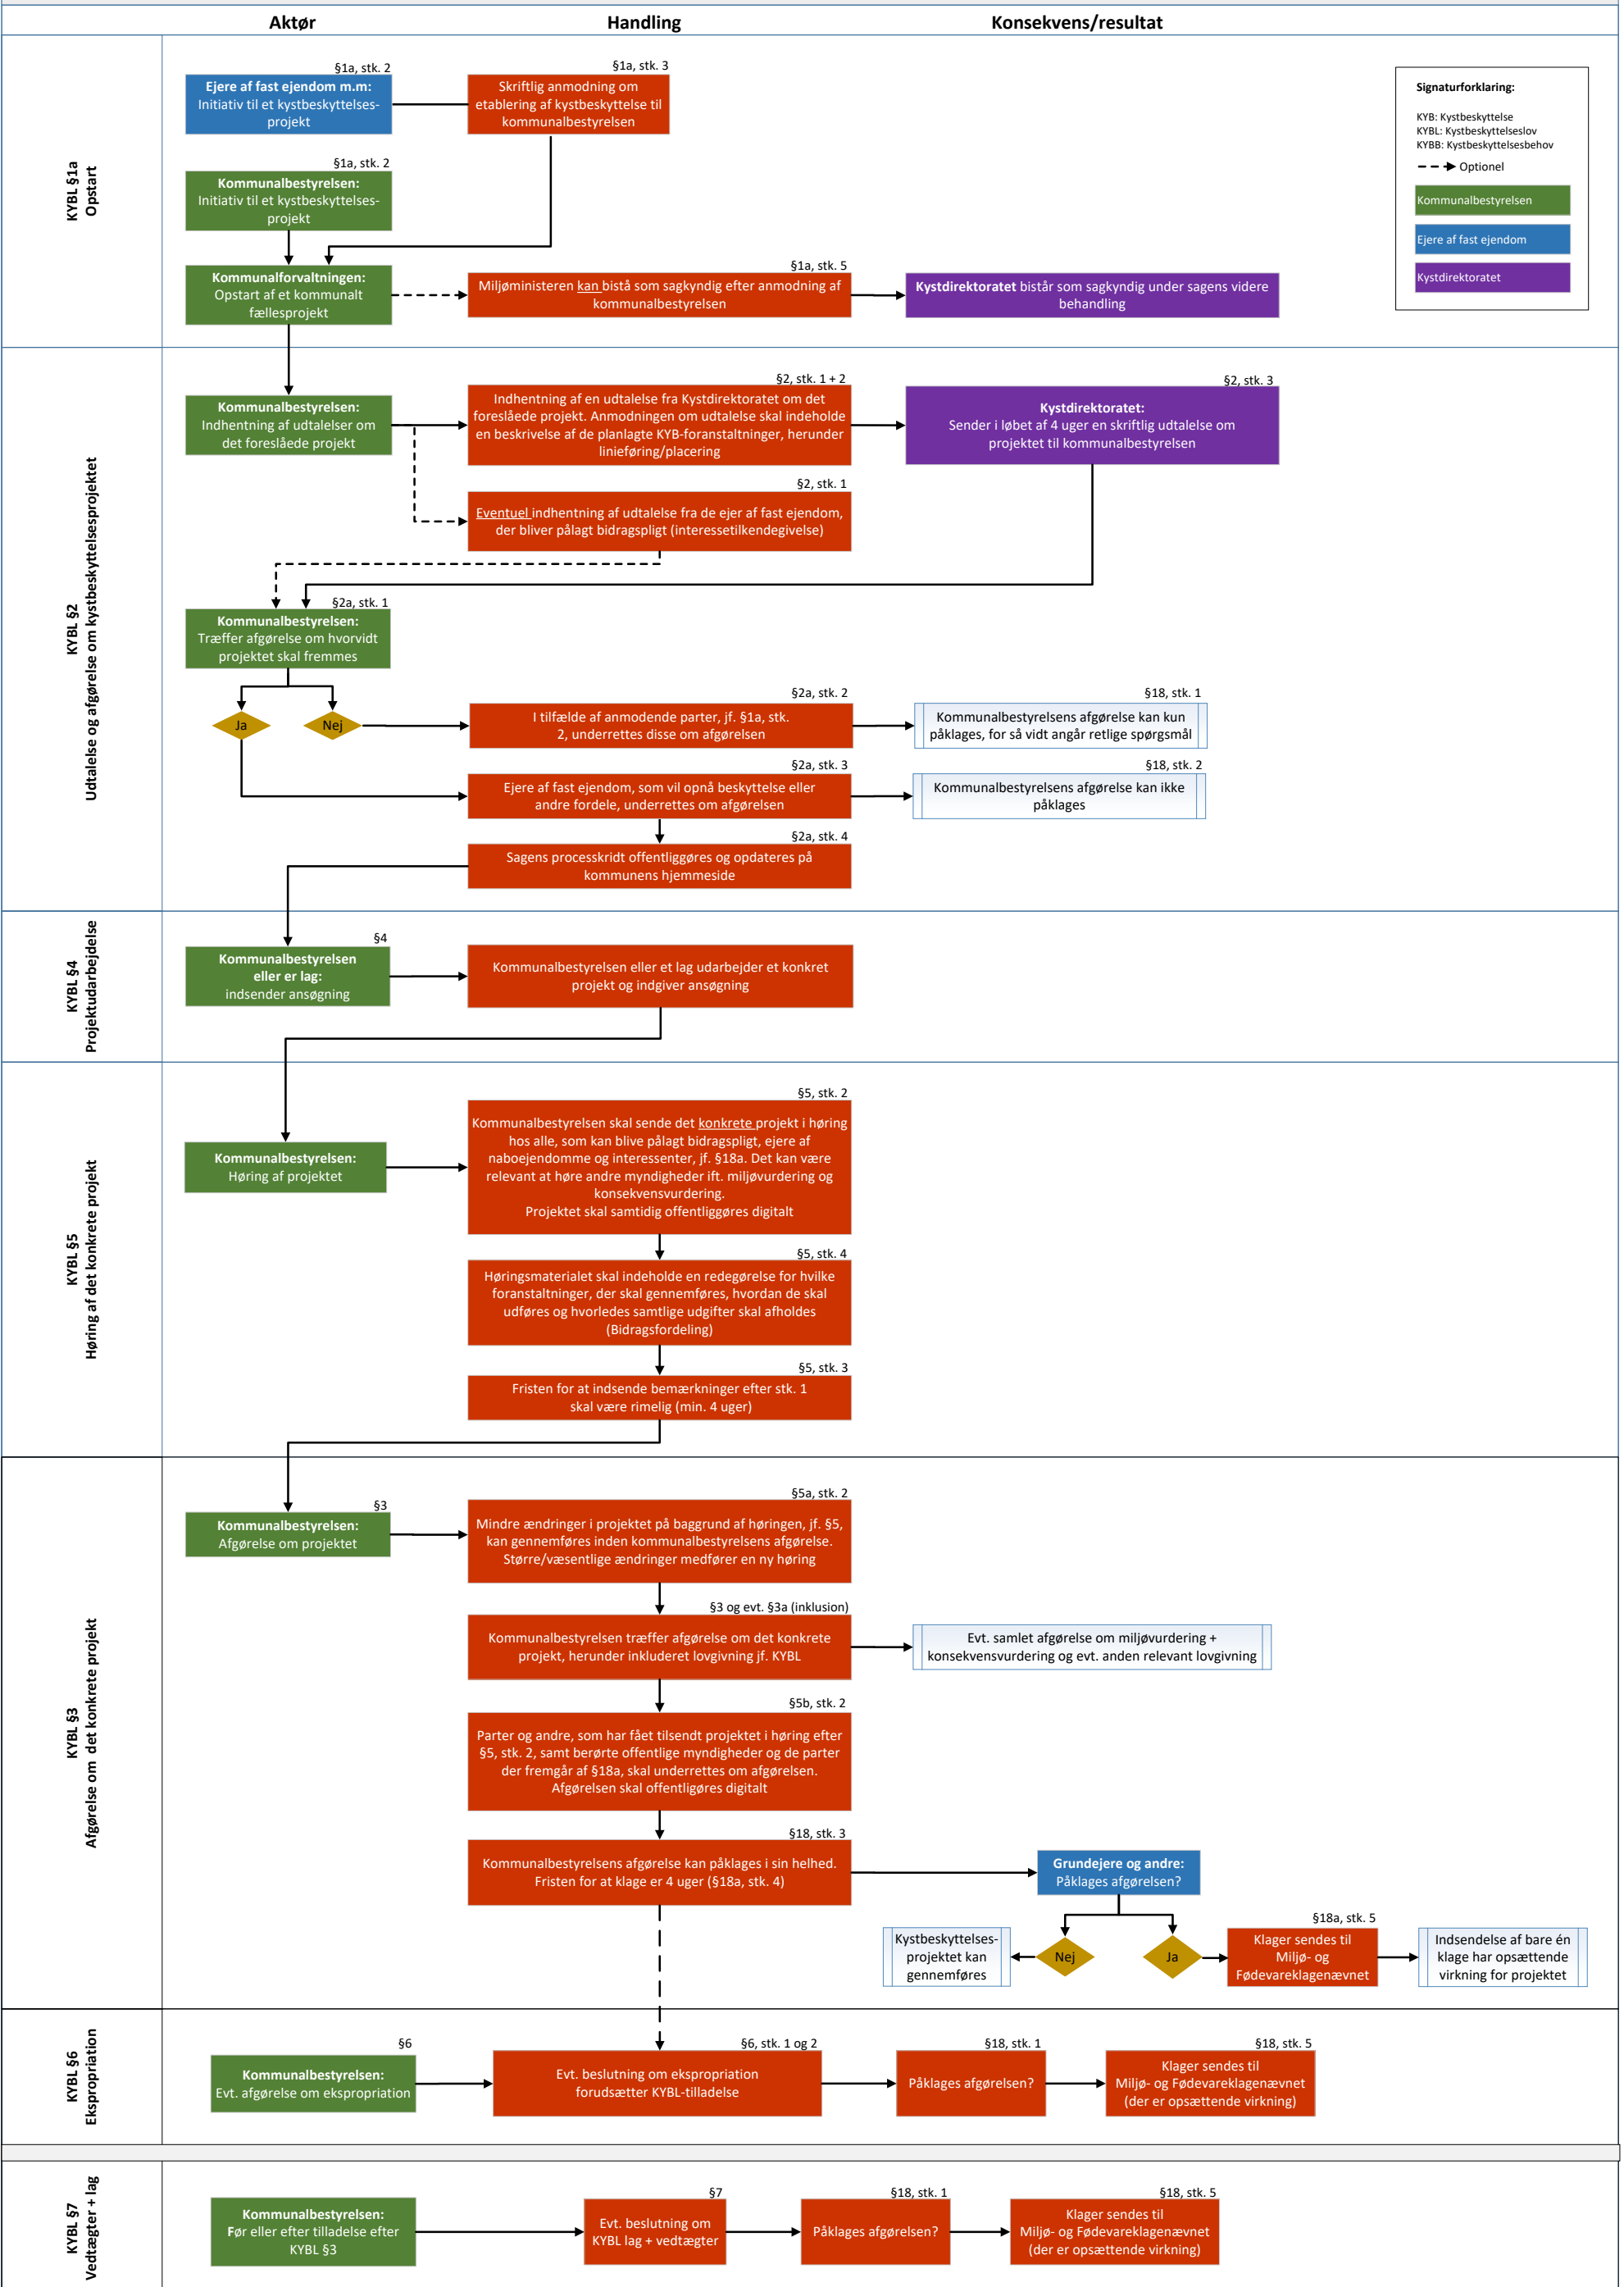 Aktør
Handling
Konsekvens/resultat
KYBL §1a
Opstart
§1a, stk. 2
Ejere af fast ejendom m.m:
Initiativ til et kystbeskyttelses-
projekt
§1a, stk. 3
Skriftlig anmodning om
etablering af kystbeskyttelse til
kommunalbestyrelsen
Signaturforklaring:
KYB: Kystbeskyttelse
KYBL: Kystbeskyttelseslov
KYBB: Kystbeskyttelsesbehov
Optionel
Kommunalbestyrelsen
Ejere af fast ejendom
Kystdirektoratet
§1a, stk. 2
Kommunalbestyrelsen:
Initiativ til et kystbeskyttelses-
projekt
Kommunalforvaltningen:
Opstart af et kommunalt
fællesprojekt
§1a, stk. 5
Miljøministeren kan bistå som sagkyndig efter anmodning af
kommunalbestyrelsen
Kystdirektoratet bistår som sagkyndig under sagens videre
behandling
KYBL §2
Udtalelse og afgørelse om kystbeskyttelsesprojektet
Kommunalbestyrelsen:
Indhentning af udtalelser om
det foreslåede projekt
§2, stk. 1 + 2
Indhentning af en udtalelse fra Kystdirektoratet om det
foreslåede projekt. Anmodningen om udtalelse skal indeholde
en beskrivelse af de planlagte KYB-foranstaltninger, herunder
linieføring/placering
§2, stk. 3
Kystdirektoratet:
Sender i løbet af 4 uger en skriftlig udtalelse om
projektet til kommunalbestyrelsen
§2, stk. 1
Eventuel indhentning af udtalelse fra de ejer af fast ejendom,
der bliver pålagt bidragspligt (interessetilkendegivelse)
§2a, stk. 1
Kommunalbestyrelsen:
Træffer afgørelse om hvorvidt
projektet skal fremmes
Ja
Nej
§2a, stk. 2
I tilfælde af anmodende parter, jf. §1a, stk.
2, underrettes disse om afgørelsen
§18, stk. 1
Kommunalbestyrelsens afgørelse kan kun
påklages, for så vidt angår retlige spørgsmål
§2a, stk. 3
Ejere af fast ejendom, som vil opnå beskyttelse eller
andre fordele, underrettes om afgørelsen
§18, stk. 2
Kommunalbestyrelsens afgørelse kan ikke
påklages
§2a, stk. 4
Sagens processkridt offentliggøres og opdateres på
kommunens hjemmeside
KYBL §4
Projektudarbejdelse
§4
Kommunalbestyrelsen
eller er lag:
indsender ansøgning
Kommunalbestyrelsen eller et lag udarbejder et konkret
projekt og indgiver ansøgning
KYBL §5
Høring af det konkrete projekt
Kommunalbestyrelsen:
Høring af projektet
§5, stk. 2
Kommunalbestyrelsen skal sende det konkrete projekt i høring
hos alle, som kan blive pålagt bidragspligt, ejere af
naboejendomme og interessenter, jf. §18a. Det kan være
relevant at høre andre myndigheder ift. miljøvurdering og
konsekvensvurdering.
Projektet skal samtidig offentliggøres digitalt
§5, stk. 4
Høringsmaterialet skal indeholde en redegørelse for hvilke
foranstaltninger, der skal gennemføres, hvordan de skal
udføres og hvorledes samtlige udgifter skal afholdes
(Bidragsfordeling)
§5, stk. 3
Fristen for at indsende bemærkninger efter stk. 1
skal være rimelig (min. 4 uger)
KYBL §3
Afgørelse om  det konkrete projekt
§3
Kommunalbestyrelsen:
Afgørelse om projektet
§5a, stk. 2
Mindre ændringer i projektet på baggrund af høringen, jf. §5,
kan gennemføres inden kommunalbestyrelsens afgørelse.
Større/væsentlige ændringer medfører en ny høring
§3 og evt. §3a (inklusion)
Kommunalbestyrelsen træffer afgørelse om det konkrete
projekt, herunder inkluderet lovgivning jf. KYBL
Evt. samlet afgørelse om miljøvurdering +
konsekvensvurdering og evt. anden relevant lovgivning
§5b, stk. 2
Parter og andre, som har fået tilsendt projektet i høring efter
§5, stk. 2, samt berørte offentlige myndigheder og de parter
der fremgår af §18a, skal underrettes om afgørelsen.
Afgørelsen skal offentligøres digitalt
§18, stk. 3
Kommunalbestyrelsens afgørelse kan påklages i sin helhed.
Fristen for at klage er 4 uger (§18a, stk. 4)
Grundejere og andre:
Påklages afgørelsen?
Kystbeskyttelses-
projektet kan
gennemføres
Nej
Ja
§18a, stk. 5
Klager sendes til
Miljø- og
Fødevareklagenævnet
Indsendelse af bare én
klage har opsættende
virkning for projektet
KYBL §6
Ekspropriation
§6
Kommunalbestyrelsen:
Evt. afgørelse om ekspropriation
§6, stk. 1 og 2
Evt. beslutning om ekspropriation
forudsætter KYBL-tilladelse
§18, stk. 1
Påklages afgørelsen?
§18, stk. 5
Klager sendes til
Miljø- og Fødevareklagenævnet
(der er opsættende virkning)
KYBL §7
Vedtægter + lag
Kommunalbestyrelsen:
Før eller efter tilladelse efter
KYBL §3
§7
Evt. beslutning om
KYBL lag + vedtægter
§18, stk. 1
Påklages afgørelsen?
§18, stk. 5
Klager sendes til
Miljø- og Fødevareklagenævnet
(der er opsættende virkning)